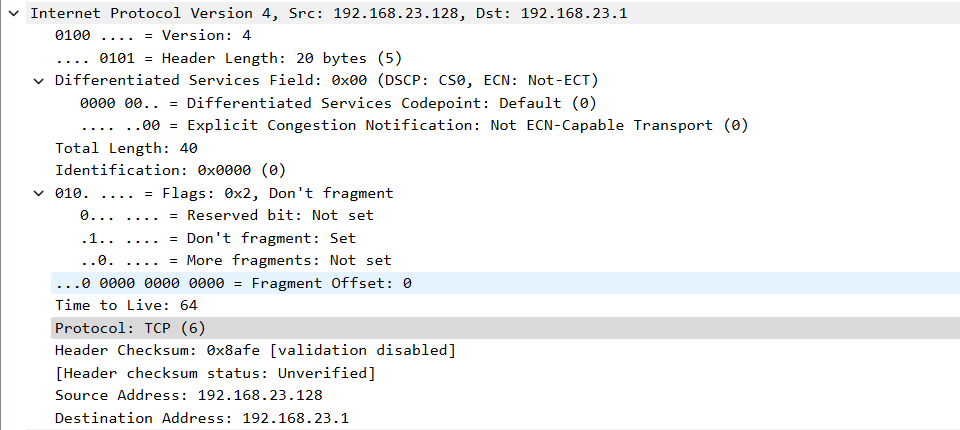 Internet Protocol Version 4, Src: 192.168.23.128, Dst: 192.168.23.1
0100 .... = Version: 4
.... 0101 = Header Length: 20 bytes (5)
Differentiated Services Field: 0x00 (DSCP: CS0, ECN: Not-ECT)
0000 00.. = Differentiated Services Codepoint: Default (0)
.... ..00 = Explicit Congestion Notification: Not ECN-Capable Transport (0)
Total Length: 40
Identification: 0x0000 (0)
010. .... = Flags: 0x2, Don't fragment
0... .... = Reserved bit: Not set
.1.. .... = Don't fragment: Set
..0. .... = More fragments: Not set
...0 0000 0000 0000 = Fragment Offset: 0
Time to Live: 64
Protocol: TCP (6)
Header Checksum: 0x8afe [validation disabled]
[Header checksum status: Unverified]
Source Address: 192.168.23.128
Destination Address: 192.168.23.1